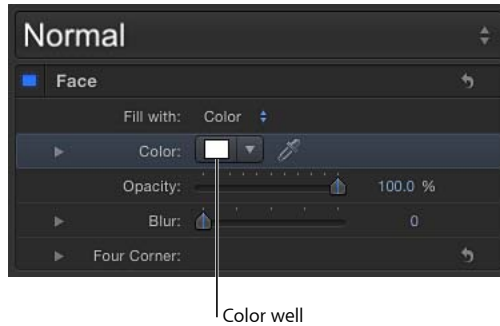 Normal
Face
Fill with: Color
Color:
Opacity: 100.0 %
Blur: 0
Four Corner:
Color well